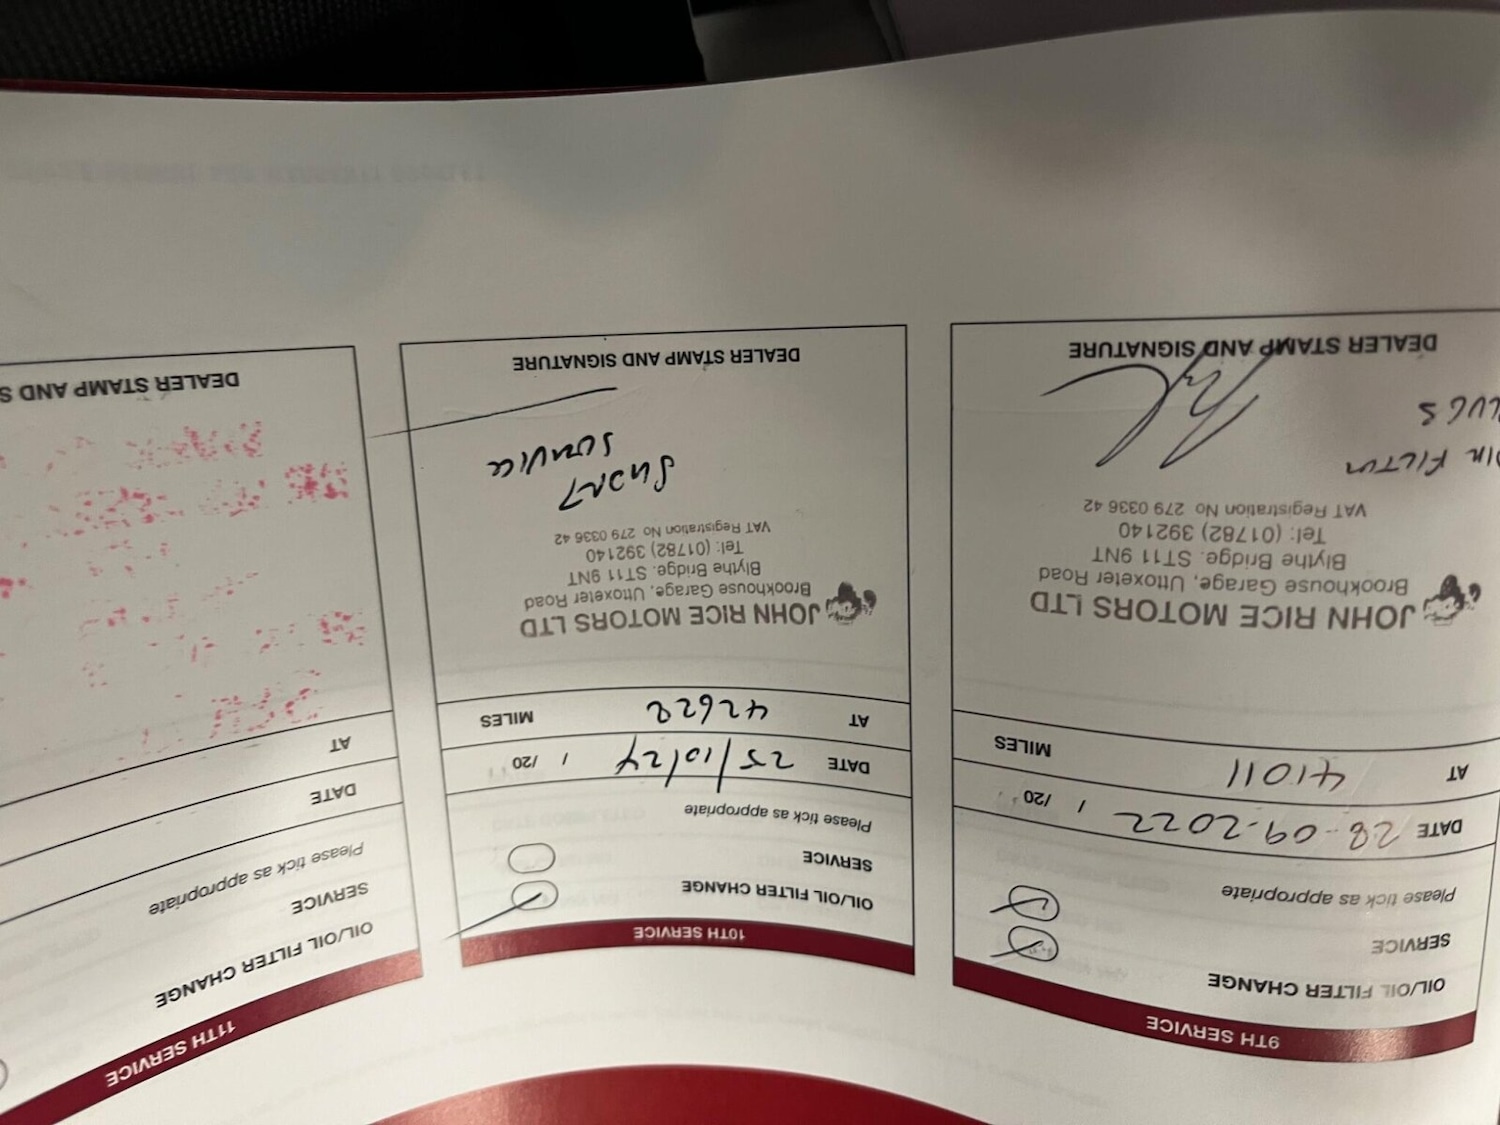 9TH SERVICE
OIL/OIL FILTER CHANGE
SERVICE
Please tick as appropriate
DATE 28-09-2022 / /20
AT 41011 MILES
JOHN RICE MOTORS LTD
Brookhouse Garage, Uttoxeter Road
Blythe Bridge. ST11 9NT
Tel: (01782) 392140
VAT Registration No 279 0336 42
FILTER
DEALER STAMP AND SIGNATURE
10TH SERVICE
OIL/OIL FILTER CHANGE
SERVICE
Please tick as appropriate
DATE 25/10/24 / /20
AT 42622 MILES
JOHN RICE MOTORS LTD
Brookhouse Garage, Uttoxeter Road
Blythe Bridge. ST11 9NT
Tel: (01782) 392140
VAT Registration No 279 0336 42
SHORT
SERVICE
DEALER STAMP AND SIGNATURE
11TH SERVICE
OIL/OIL FILTER CHANGE
SERVICE
Please tick as appropriate
DATE
AT
DEALER STAMP AND S